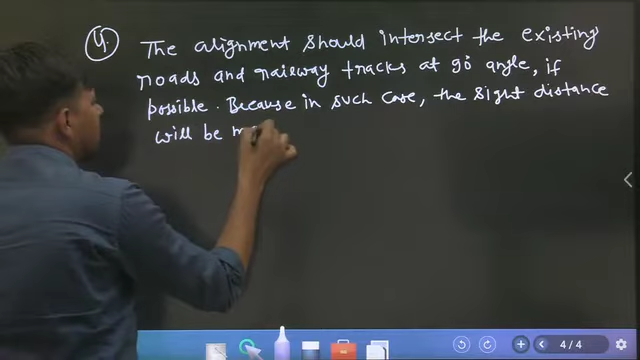 4.
The alignment should intersect the existing
roads and railway tracks at 90° angle, if
possible. Because in such case, the sight distance
will be
4 / 4